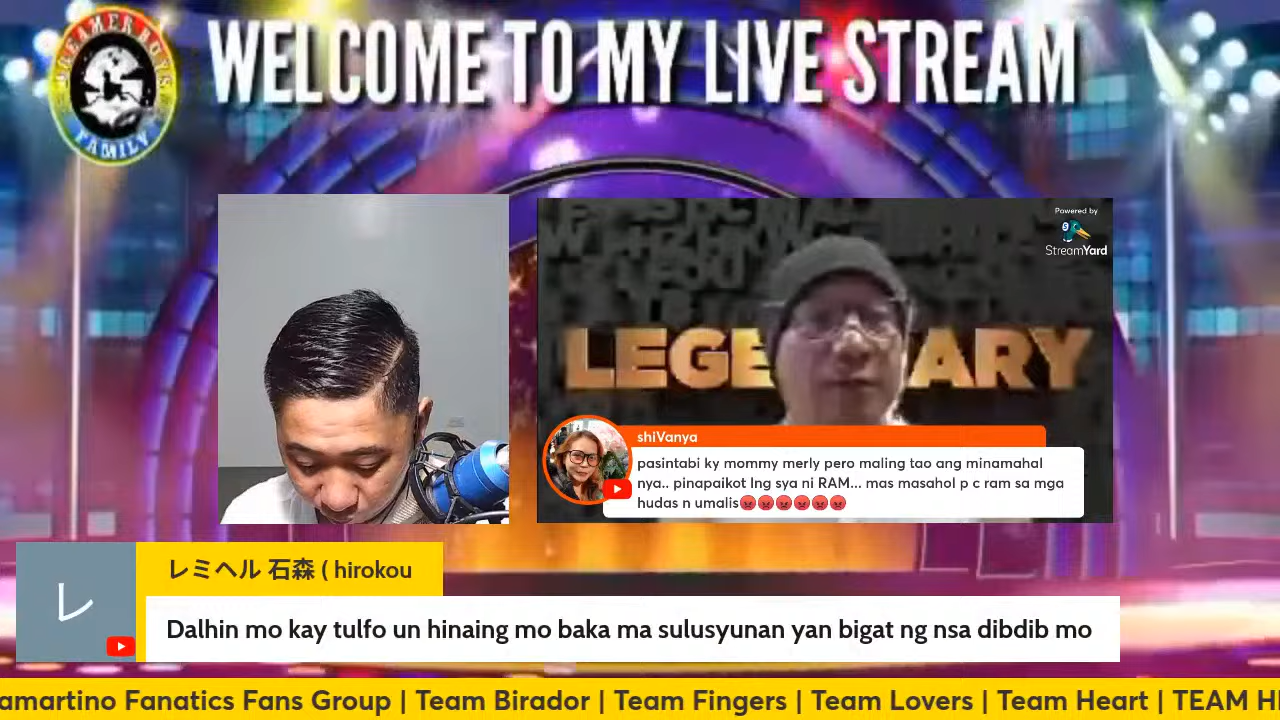 WELCOME TO MY LIVE STREAM
FAMILY
Powered by
StreamYard
LEGE ARY
shiVanya
pasintabi ky mommy merly pero maling tao ang minamahal
nya.. pinapaikot lng sya ni RAM... mas masahol p c ram sa mga
hudas n umalis😡😡😡😡😡😡
レミヘル 石森 ( hirokou
レ
Dalhin mo kay tulfo un hinaing mo baka ma sulusyunan yan bigat ng nsa dibdib mo
amartino Fanatics Fans Group | Team Birador | Team Fingers | Team Lovers | Team Heart | TEAM H